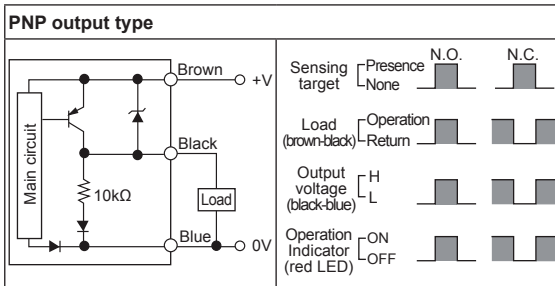 PNP output type
Main circuit
10kΩ
Brown
+V
Black
Load
Blue
0V
N.O.
N.C.
Sensing
target
Presence
None
Load
(brown-black)
Operation
Return
Output
voltage
(black-blue)
H
L
Operation
Indicator
(red LED)
ON
OFF